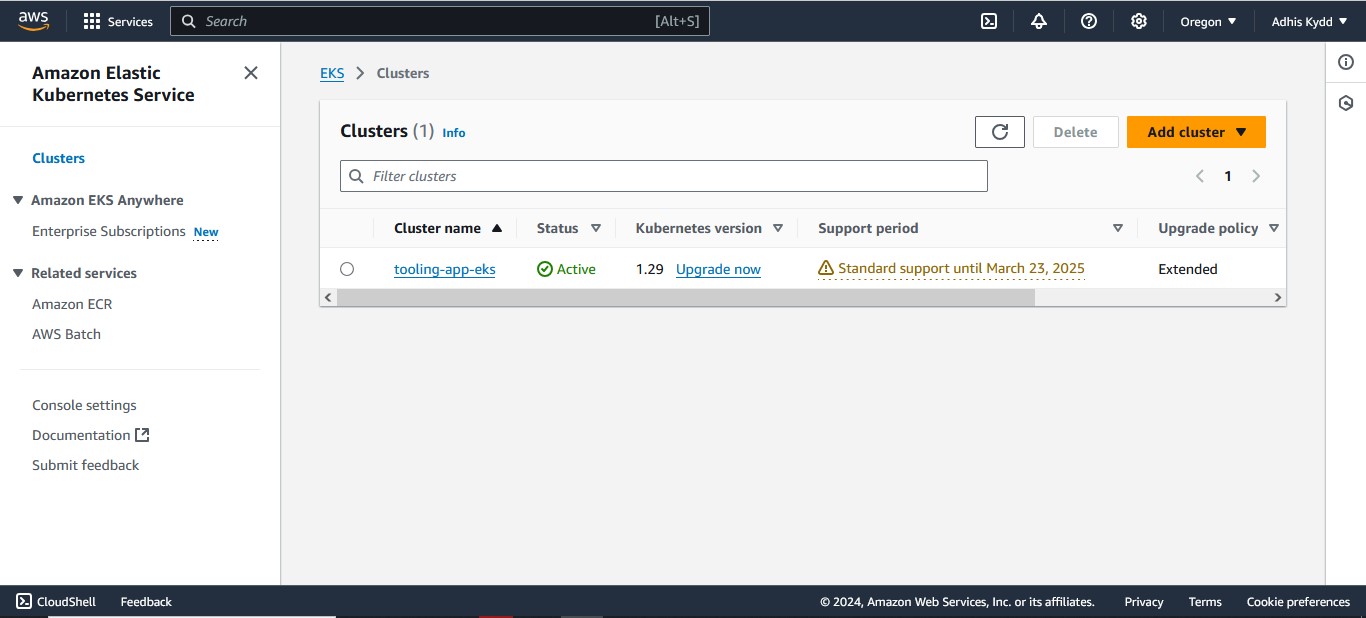 aws
Services
Search [Alt+S]
Oregon
Adhis Kydd
Amazon Elastic
Kubernetes Service
Clusters
Amazon EKS Anywhere
Enterprise Subscriptions New
Related services
Amazon ECR
AWS Batch
Console settings
Documentation
Submit feedback
EKS > Clusters
Clusters (1) Info
Delete
Add cluster
Filter clusters
1
Cluster name Status Kubernetes version Support period Upgrade policy
tooling-app-eks Active 1.29 Upgrade now Standard support until March 23, 2025 Extended
CloudShell Feedback © 2024, Amazon Web Services, Inc. or its affiliates. Privacy Terms Cookie preferences